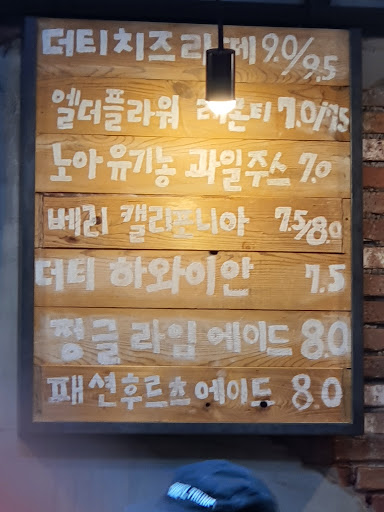 더티치즈라떼 9.0/9.5
엘더플라워 레몬티 7.0/7.5
노아 유기농 과일주스 7.0
베리 캘리포니아 7.5/8.0
더티 하와이안 7.5
정글 라임 에이드 8.0
패션후르츠에이드 8.0